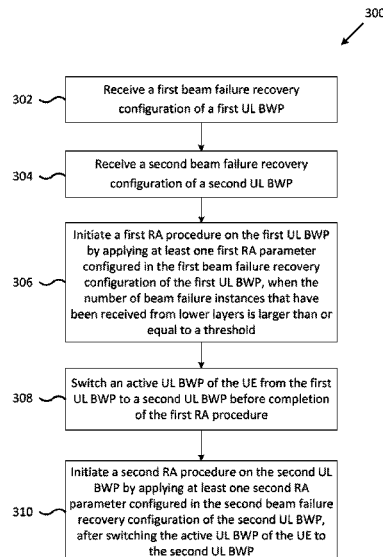 300
302
Receive a first beam failure recovery
configuration of a first UL BWP
304
Receive a second beam failure recovery
configuration of a second UL BWP
306
Initiate a first RA procedure on the first UL BWP
by applying at least one first RA parameter
configured in the first beam failure recovery
configuration of the first UL BWP, when the
number of beam failure instances that have
been received from lower layers is larger than or
equal to a threshold
308
Switch an active UL BWP of the UE from the first
UL BWP to a second UL BWP before completion
of the first RA procedure
310
Initiate a second RA procedure on the second UL
BWP by applying at least one second RA
parameter configured in the second beam failure
recovery configuration of the second UL BWP,
after switching the active UL BWP of the UE to
the second UL BWP